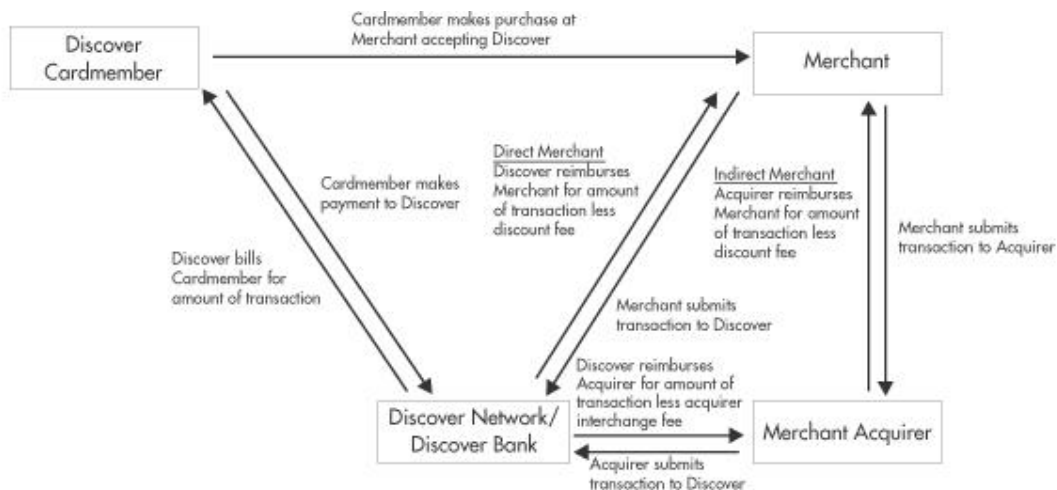 Cardmember makes purchase at
Merchant accepting Discover
Discover
Cardmember
Merchant
Direct Merchant
Discover reimburses
Merchant for amount
of transaction less
discount fee
Indirect Merchant
Acquirer reimburses
Merchant for amount
of transaction less
discount fee
Cardmember makes
payment to Discover
Merchant submits
transaction to Acquirer
Discover bills
Cardmember for
amount of transaction
Merchant submits
transaction to Discover
Discover reimburses
Acquirer for amount of
transaction less acquirer
interchange fee
Discover Network/
Discover Bank
Merchant Acquirer
Acquirer submits
transaction to Discover